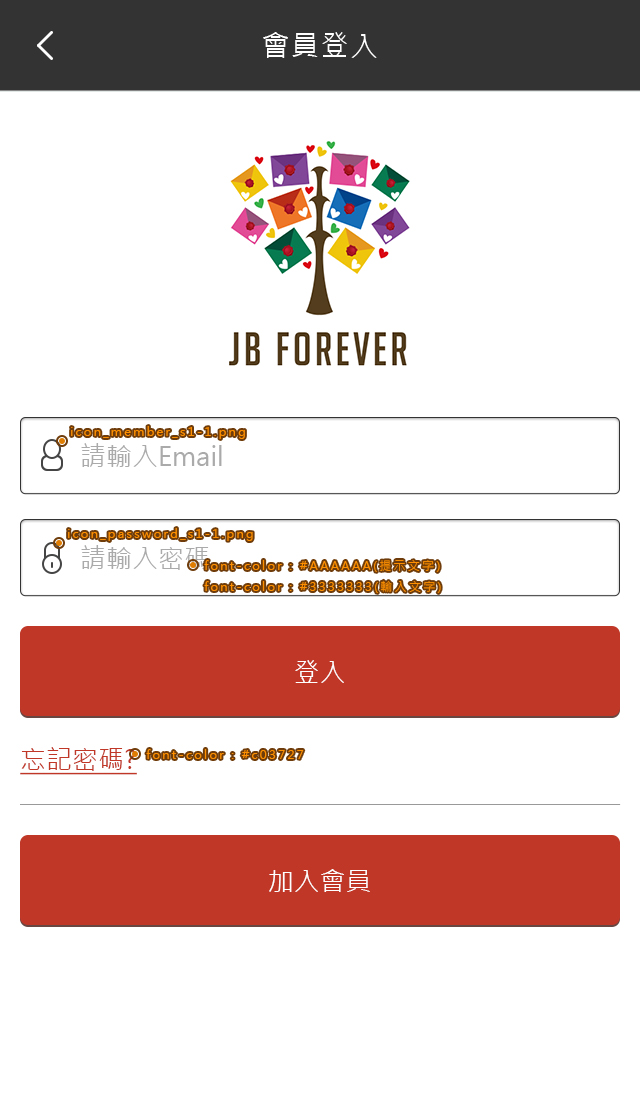 會員登入
JB FOREVER
icon_member_s1-1.png
請輸入Email
icon_password_s1-1.png
請輸入密碼
font-color : #AAAAAA(提示文字)
font-color : #3333333(輸入文字)
登入
忘記密碼?
font-color : #c03727
加入會員